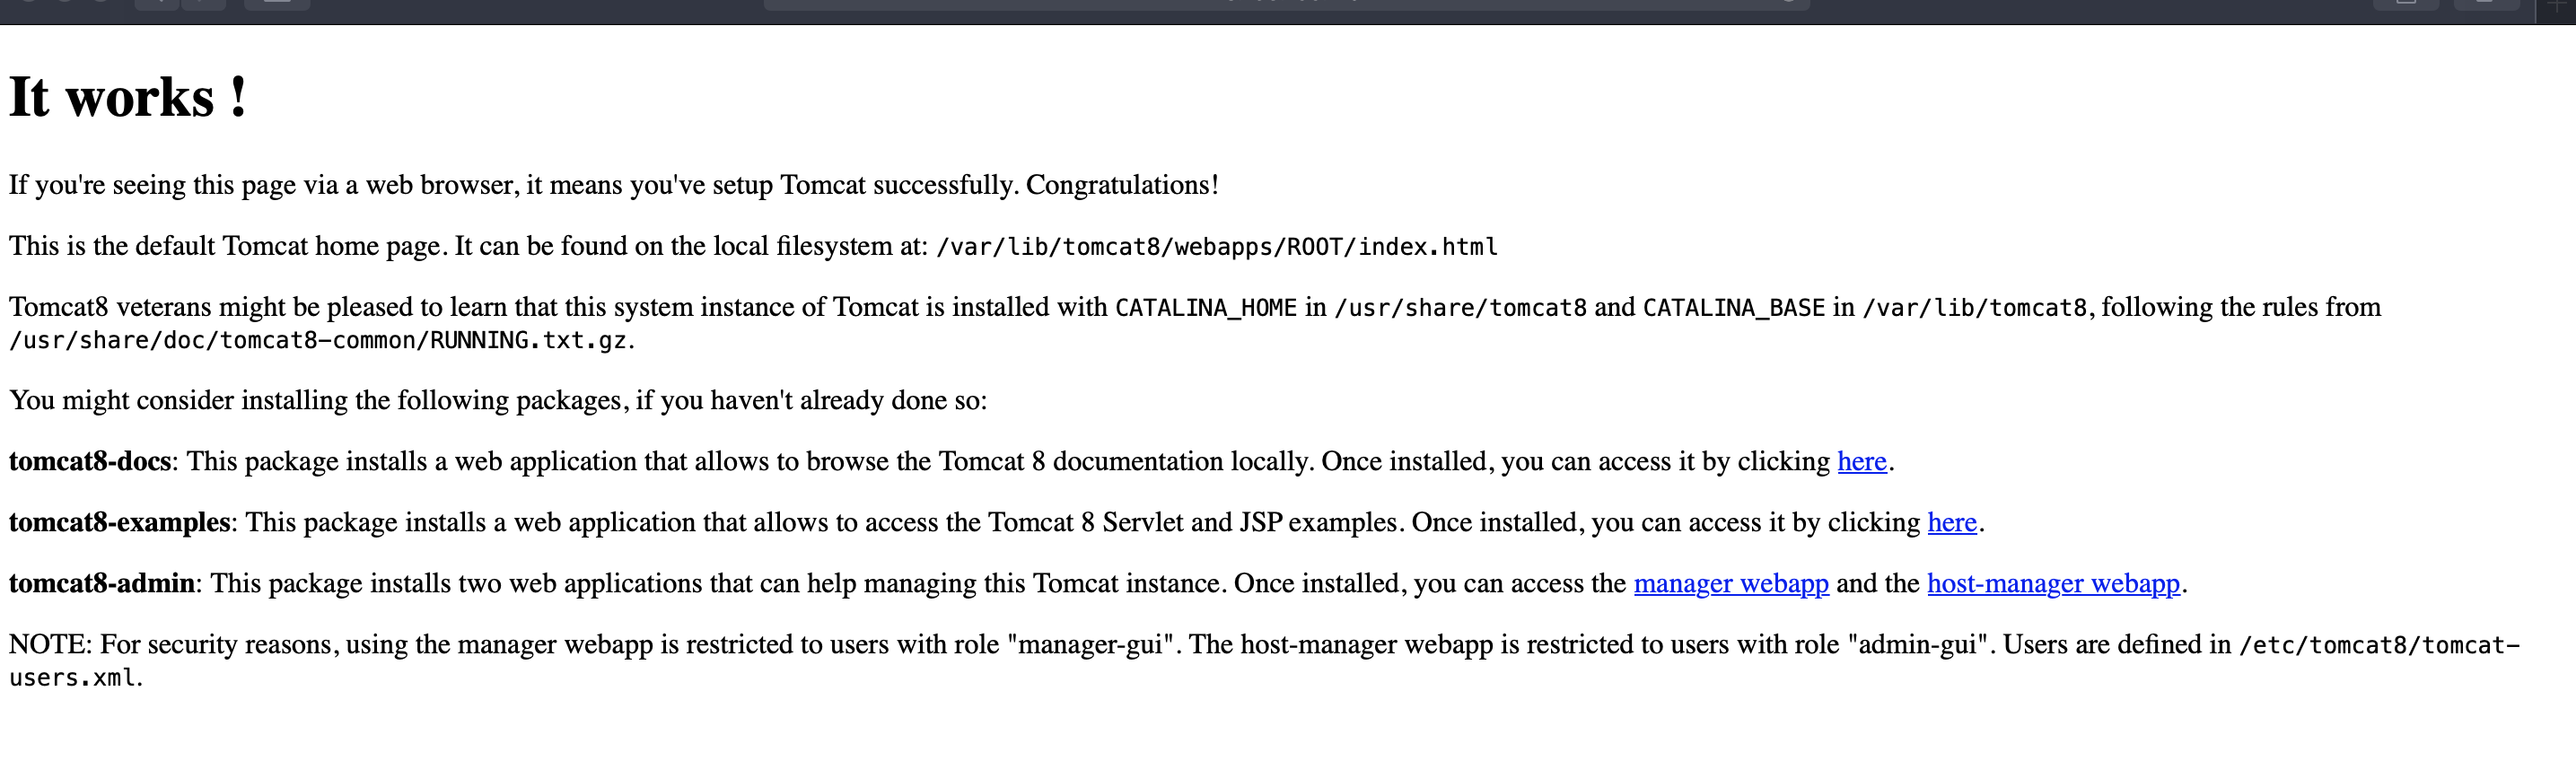 It works !
If you're seeing this page via a web browser, it means you've setup Tomcat successfully. Congratulations!
This is the default Tomcat home page. It can be found on the local filesystem at: /var/lib/tomcat8/webapps/ROOT/index.html
Tomcat8 veterans might be pleased to learn that this system instance of Tomcat is installed with CATALINA_HOME in /usr/share/tomcat8 and CATALINA_BASE in /var/lib/tomcat8, following the rules from
/usr/share/doc/tomcat8-common/RUNNING.txt.gz.
You might consider installing the following packages, if you haven't already done so:
tomcat8-docs: This package installs a web application that allows to browse the Tomcat 8 documentation locally. Once installed, you can access it by clicking here.
tomcat8-examples: This package installs a web application that allows to access the Tomcat 8 Servlet and JSP examples. Once installed, you can access it by clicking here.
tomcat8-admin: This package installs two web applications that can help managing this Tomcat instance. Once installed, you can access the manager webapp and the host-manager webapp.
NOTE: For security reasons, using the manager webapp is restricted to users with role "manager-gui". The host-manager webapp is restricted to users with role "admin-gui". Users are defined in /etc/tomcat8/tomcat-
users.xml.